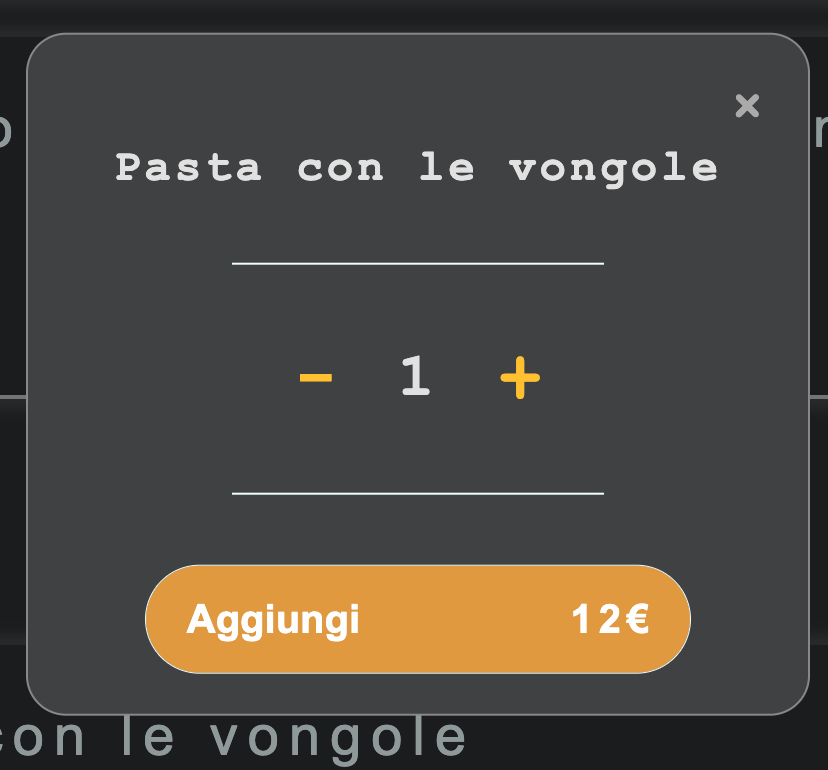 ×
Pasta con le vongole
- 1 +
Aggiungi 12€
con le vongole